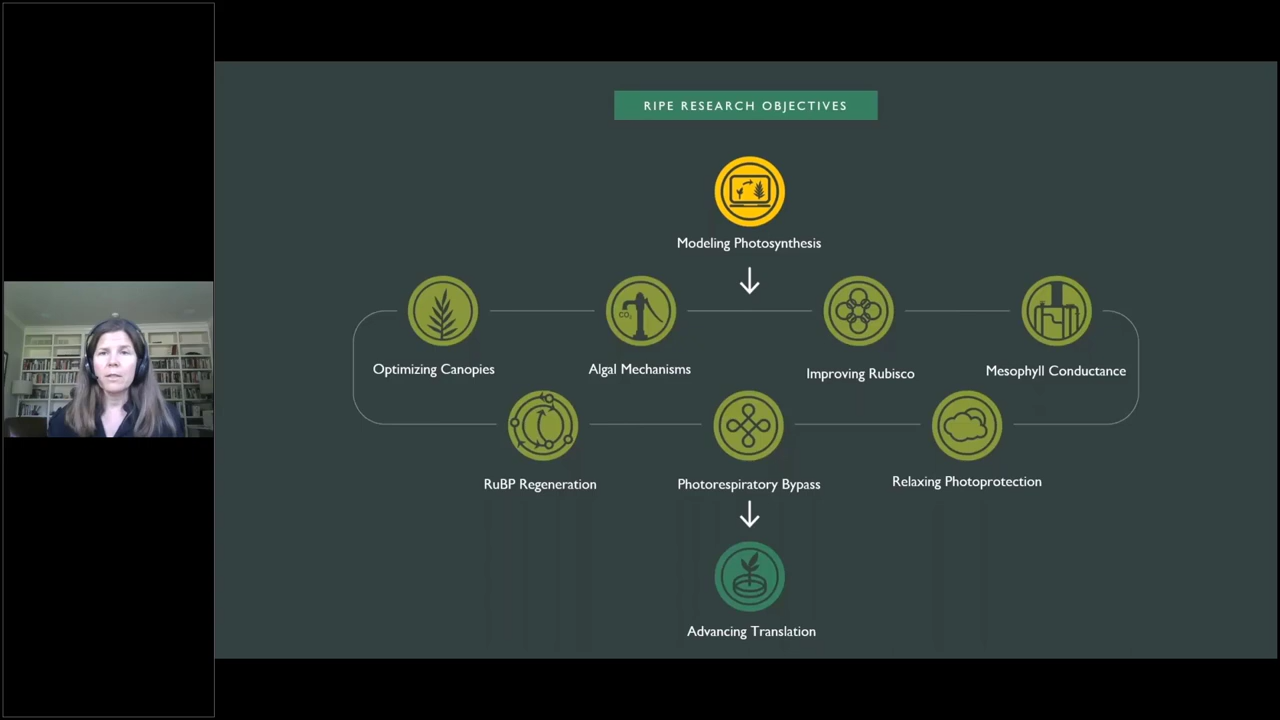 RIPE RESEARCH OBJECTIVES
Modeling Photosynthesis
CO₂
Optimizing Canopies
Algal Mechanisms
Improving Rubisco
Mesophyll Conductance
RuBP Regeneration
Photorespiratory Bypass
Relaxing Photoprotection
Advancing Translation